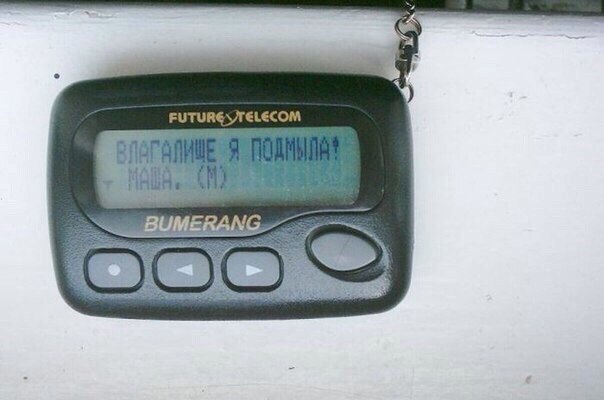 FUTURE TELECOM
ВЛАГАЛИЩЕ Я ПОДМЫЛА!
МАША. (М)
BUMERANG